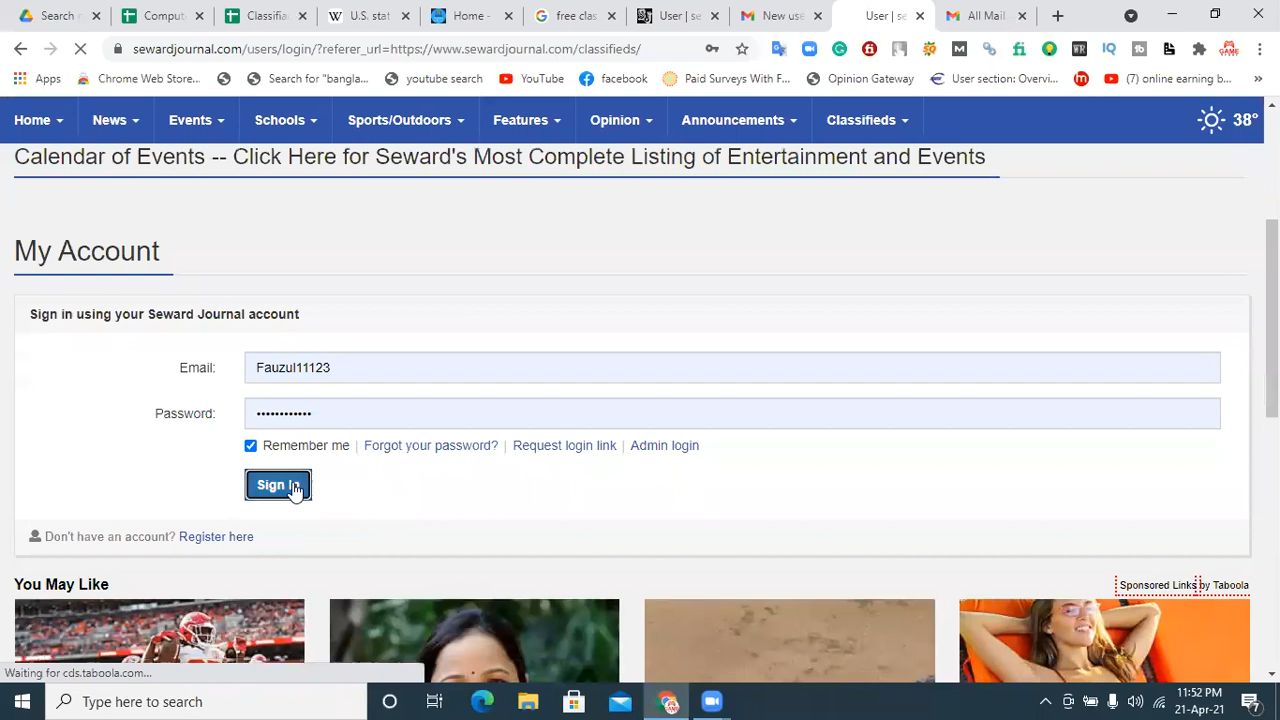 Search
Comput
Classifie
U.S. stat
Home -
free clas
User | se
New use
User | se
All Mail
sewardjournal.com/users/login/?referer_url=https://www.sewardjournal.com/classifieds/
Apps
Chrome Web Store...
Search for "bangla...
youtube.search
YouTube
facebook
Paid Surveys With F...
Opinion Gateway
User section: Overvi...
(7) online earning b...
»
Home
News
Events
Schools
Sports/Outdoors
Features
Opinion
Announcements
Classifieds
38°
Calendar of Events -- Click Here for Seward's Most Complete Listing of Entertainment and Events
My Account
Sign in using your Seward Journal account
Email:
Fauzul11123
Password:
••••••••••••
Remember me | Forgot your password? | Request login link | Admin login
Sign In
Don't have an account? Register here
You May Like
Sponsored Links by Taboola
Waiting for cds.taboola.com...
Type here to search
11:52 PM
21-Apr-21
7